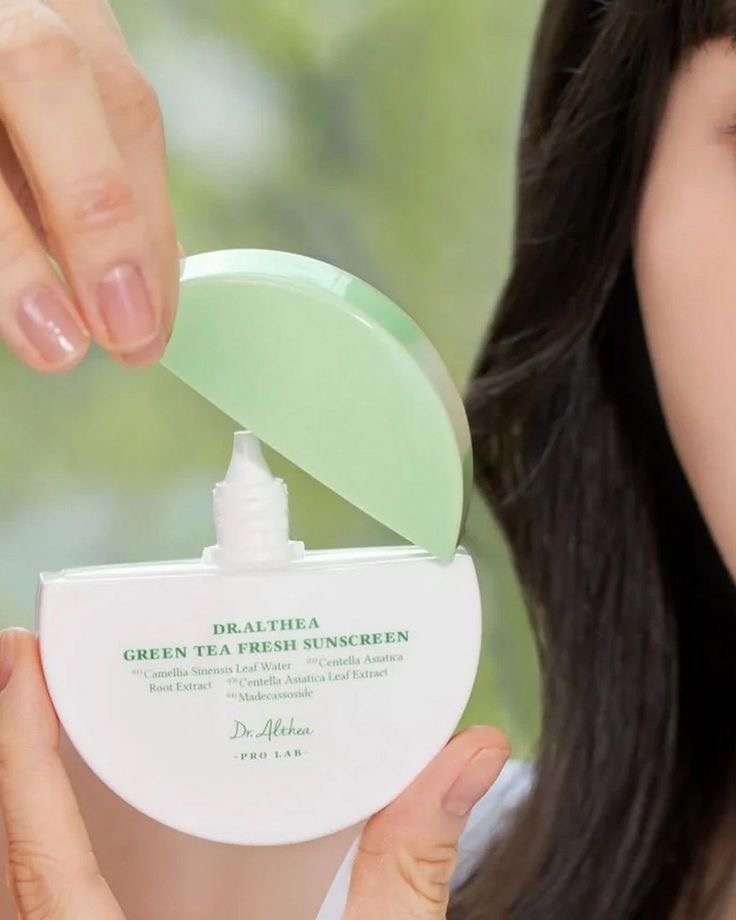 DR.ALTHEA
GREEN TEA FRESH SUNSCREEN
Camellia Sinensis Leaf Water Centella Asiatica
Root Extract Centella Asiatica Leaf Extract
Madecassoside
Dr. Althea
-PRO LAB-